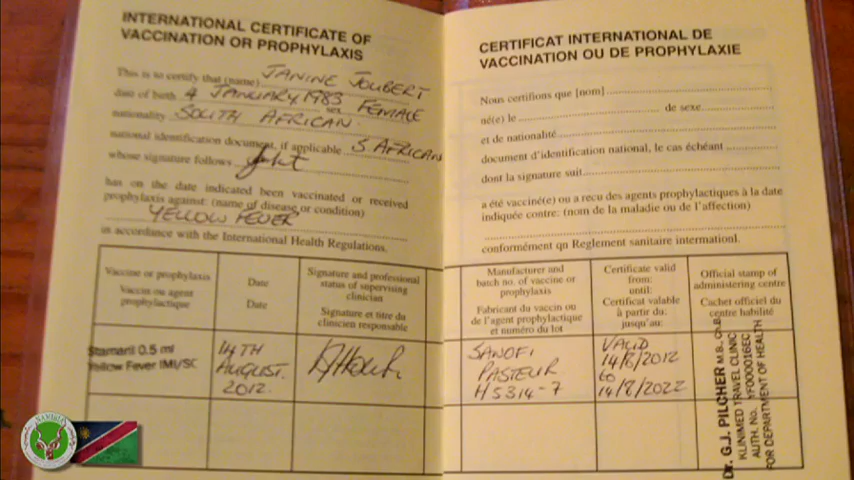 INTERNATIONAL CERTIFICATE OF
VACCINATION OR PROPHYLAXIS
This is to certify that (name) JANINE JOUBERT
date of birth 4 JANUARY 1983 sex FEMALE
nationality SOUTH AFRICAN
national identification document, if applicable S AFRICAN
whose signature follows
has on the date indicated been vaccinated or received
prophylaxis against: (name of disease or condition)
YELLOW FEVER
in accordance with the International Health Regulations.
Vaccine or prophylaxis
Vaccin ou agent
prophylactique
Date
Date
Signature and professional
status of supervising
clinician
Signature et titre du
clinicien responsable
Stamaril 0.5 ml
Yellow Fever IMI/SC
14TH
AUGUST.
2012.
CERTIFICAT INTERNATIONAL DE
VACCINATION OU DE PROPHYLAXIE
Nous certifions que [nom]
né(e) le de sexe
et de nationalité
document d'identification national, le cas échéant
dont la signature suit
a été vacciné(e) ou a recu des agents prophylactiques à la date
indiquée contre: (nom de la maladie ou de l'affection)
conformément qu Reglement sanitaire intermationl.
Manufacturer and
batch no. of vaccine or
prophylaxis
Fabricant du vaccin ou
de l'agent prophylactique
et numéro du lot
Certificate valid
from:
until:
Certificat valable
à partir du:
jusqu'au:
Official stamp of
administering centre
Cachet officiel du
centre habilité
SANOFI
PASTEUR
H5314-7
VALID
14/8/2012
to
14/8/2022
Dr. G.J. PILCHER M.B., Ch.B.
KLINIMED TRAVEL CLINIC
AUTH. No. YF000016EC
FOR DEPARTMENT OF HEALTH
NAMIBIA